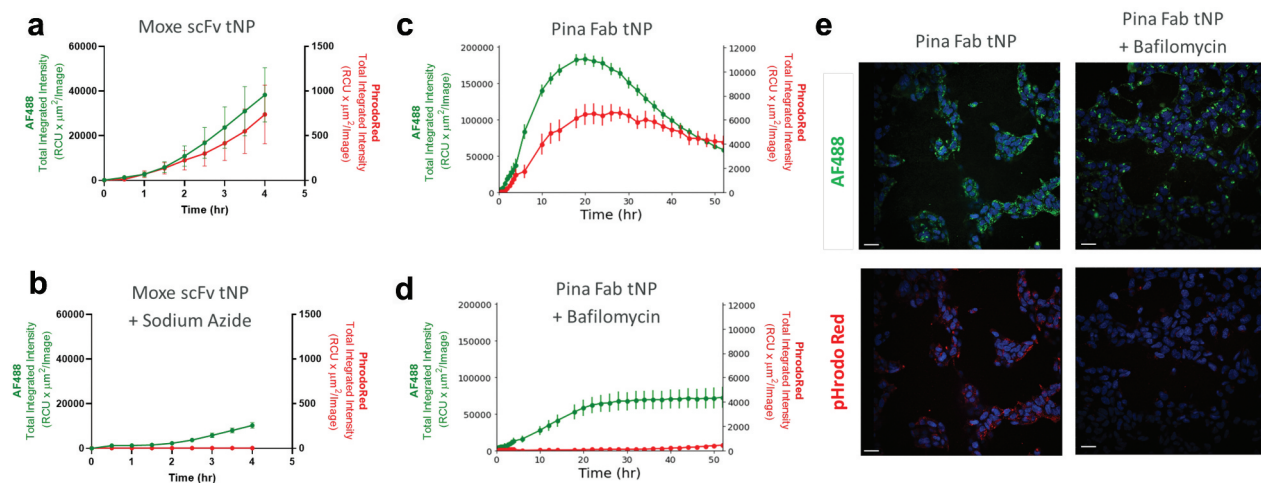 a
Moxe scFv tNP
60000
40000
20000
0
1500
1000
500
0
0 1 2 3 4 5
Time (hr)
AF488
Total Integrated Intensity
(RCU x μm²/Image)
PhrodoRed
Total Integrated Intensity
(RCU x μm²/Image)
b
Moxe scFv tNP
+ Sodium Azide
60000
40000
20000
0
1500
1000
500
0
0 1 2 3 4 5
Time (hr)
AF488
Total Integrated Intensity
(RCU x μm²/Image)
PhrodoRed
Total Integrated Intensity
(RCU x μm²/Image)
c
Pina Fab tNP
200000
150000
100000
50000
0
12000
10000
8000
6000
4000
2000
0
0 10 20 30 40 50
Time (hr)
AF488
Total Integrated Intensity
(RCU x μm²/Image)
PhrodoRed
Total Integrated Intensity
(RCU x μm²/Image)
d
Pina Fab tNP
+ Bafilomycin
200000
150000
100000
50000
0
12000
10000
8000
6000
4000
2000
0
0 10 20 30 40 50
Time (hr)
AF488
Total Integrated Intensity
(RCU x μm²/Image)
PhrodoRed
Total Integrated Intensity
(RCU x μm²/Image)
e
Pina Fab tNP
Pina Fab tNP
+ Bafilomycin
AF488
pHrodo Red